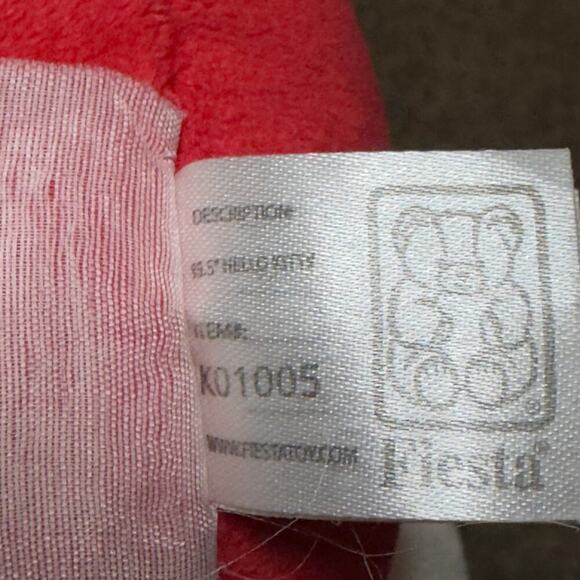 DESCRIPTION:
HELLO KITTY
ITEM#:
K01005
WWW.FIESTATOY.COM
Fiesta®